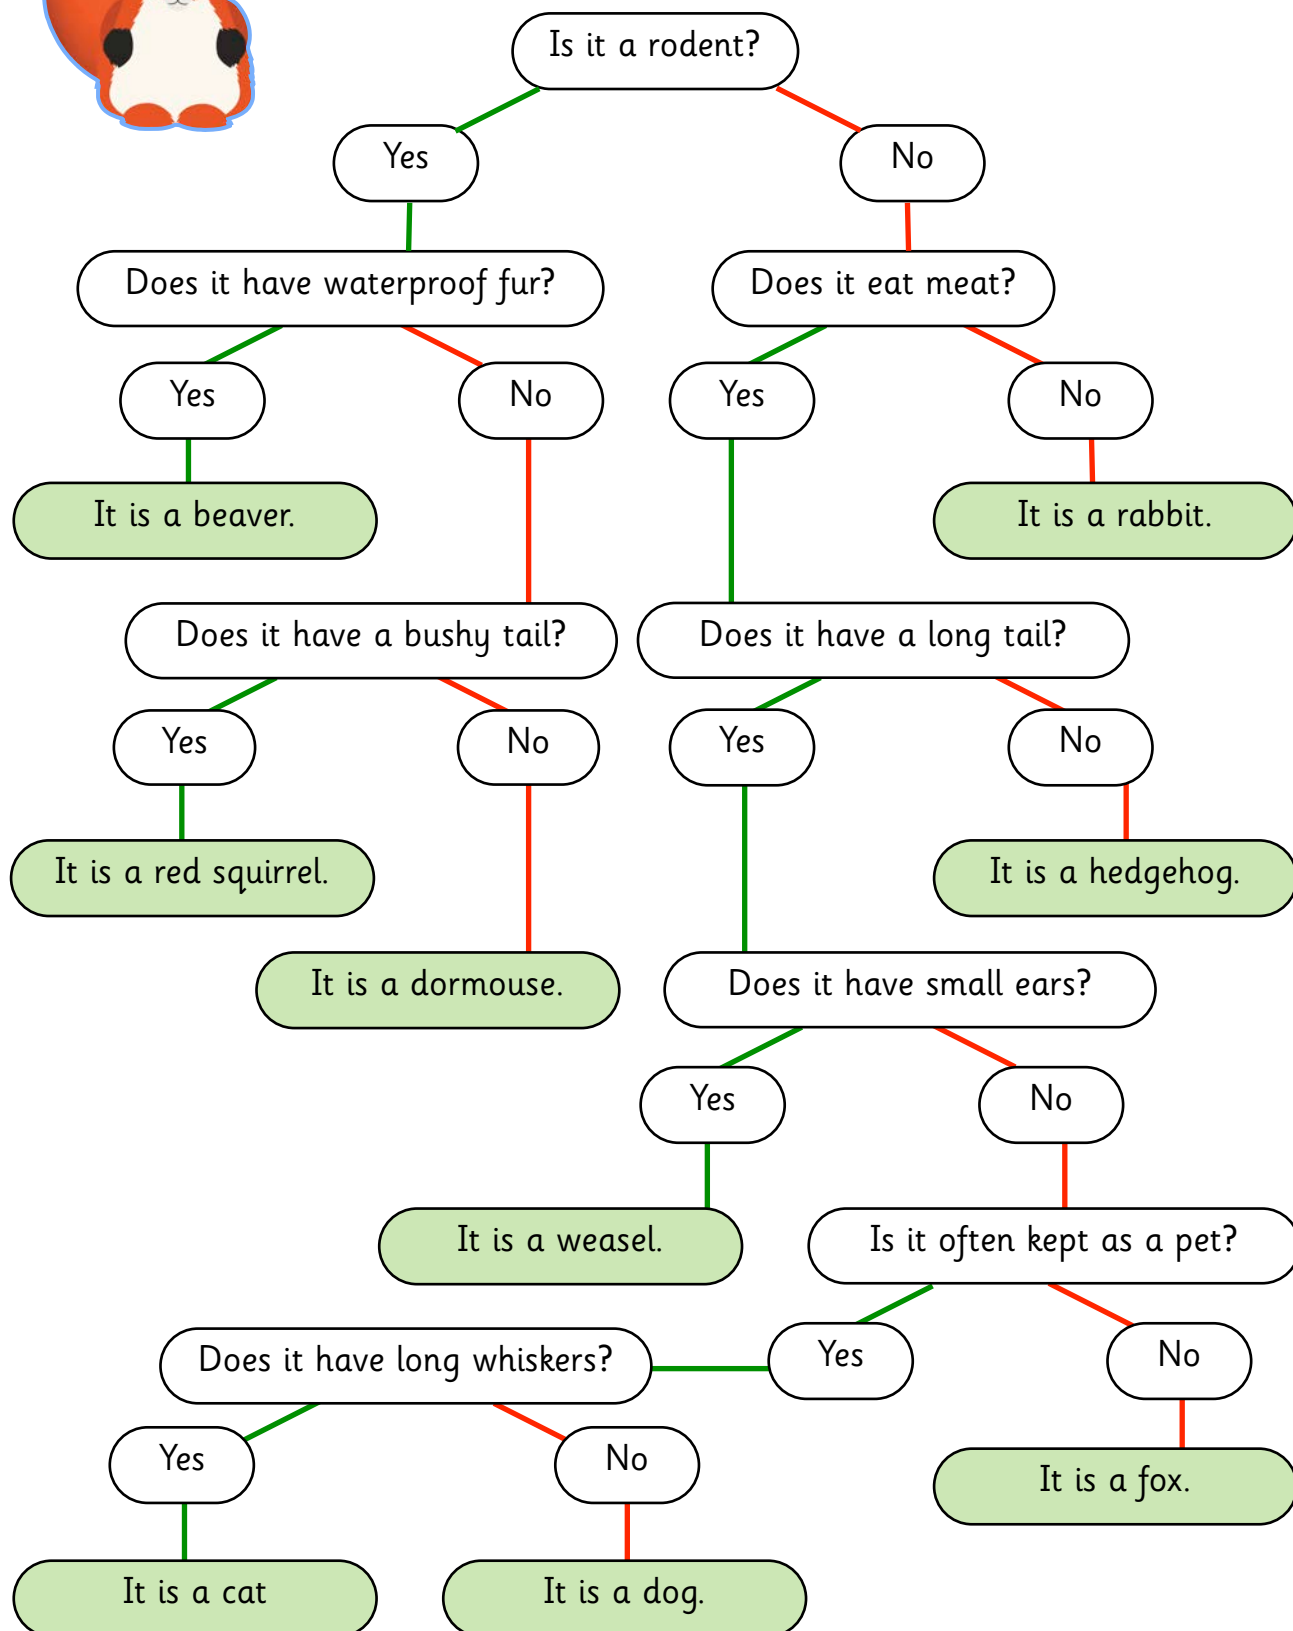 Is it a rodent?
Yes
No
Does it have waterproof fur?
Does it eat meat?
Yes
No
Yes
No
It is a beaver.
It is a rabbit.
Does it have a bushy tail?
Does it have a long tail?
Yes
No
Yes
No
It is a red squirrel.
It is a hedgehog.
It is a dormouse.
Does it have small ears?
Yes
No
It is a weasel.
Is it often kept as a pet?
Does it have long whiskers?
Yes
No
Yes
No
It is a fox.
It is a cat
It is a dog.